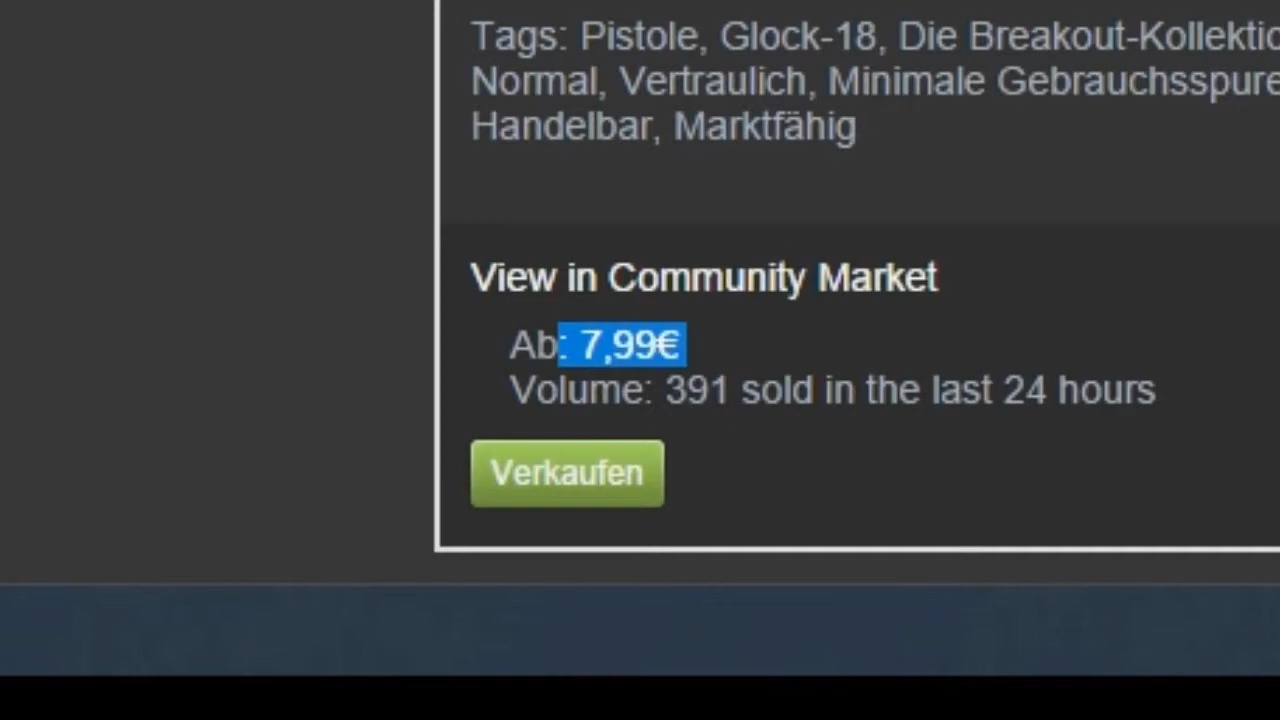 Tags: Pistole, Glock-18, Die Breakout-Kollektio
Normal, Vertraulich, Minimale Gebrauchsspure
Handelbar, Marktfähig
View in Community Market
Ab: 7,99€
Volume: 391 sold in the last 24 hours
Verkaufen